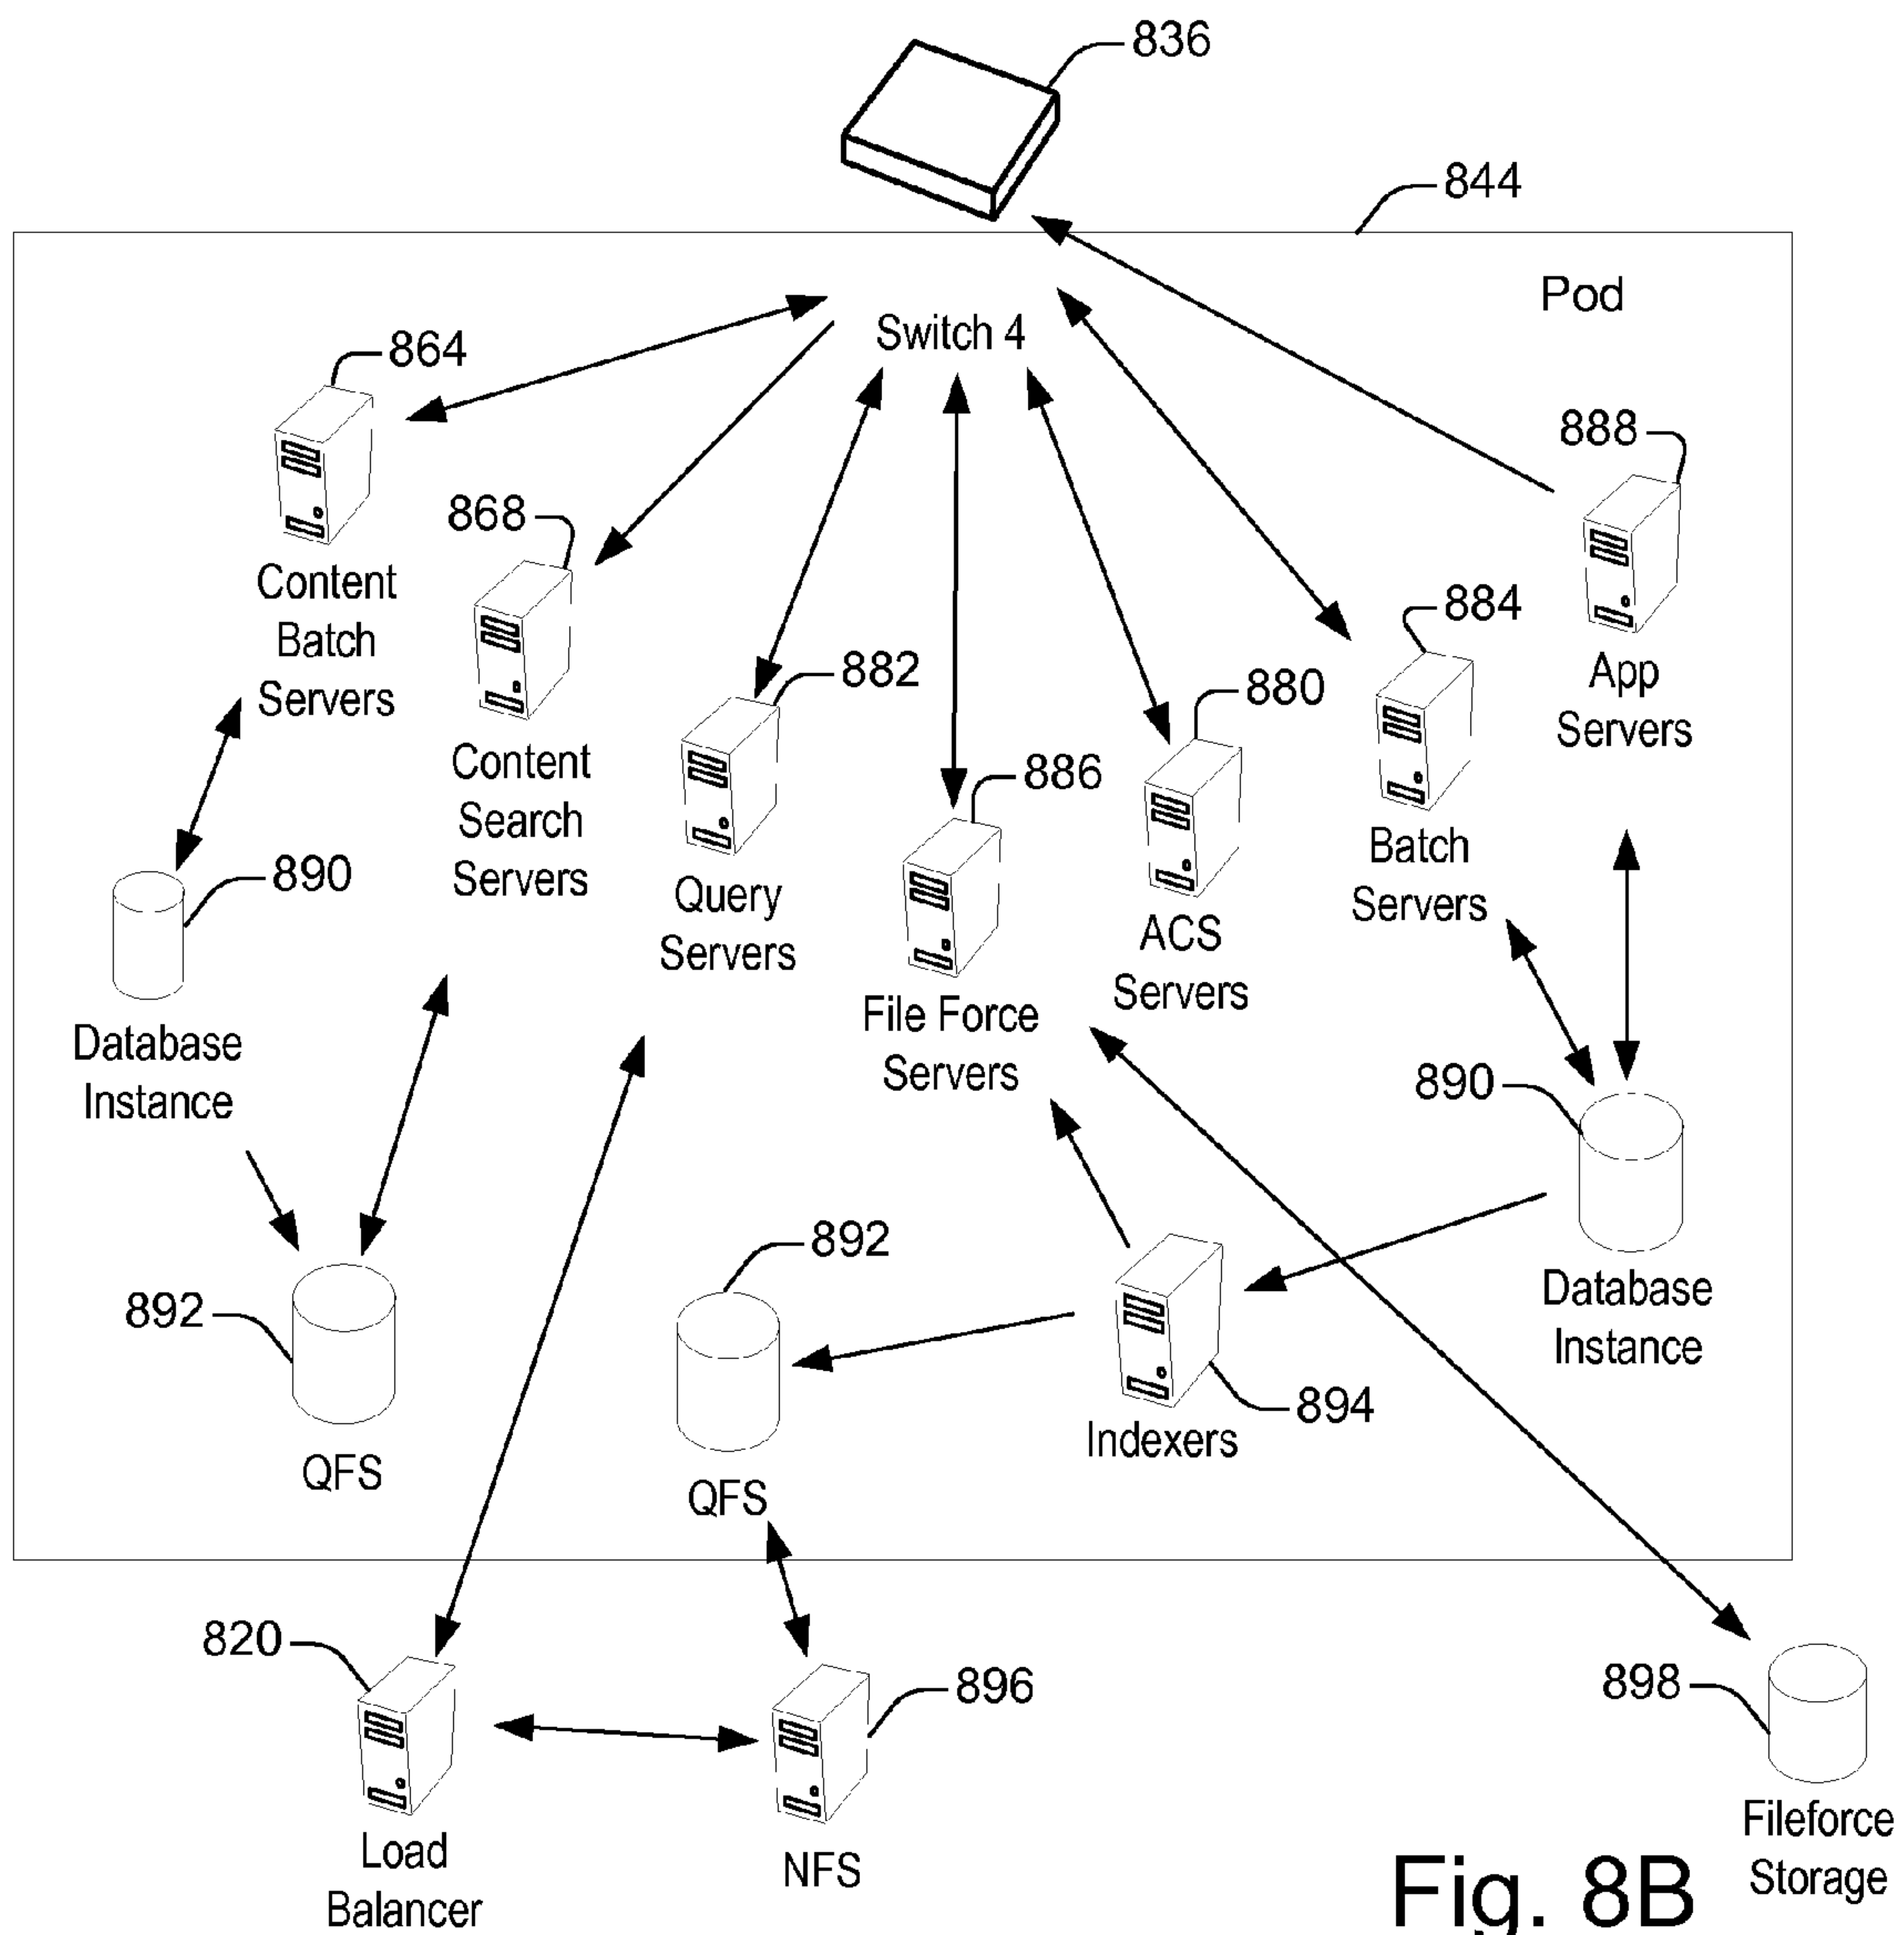 836
844
Pod
Switch 4
864
Content
Batch
Servers
868
Content
Search
Servers
882
Query
Servers
886
File Force
Servers
880
ACS
Servers
884
Batch
Servers
888
App
Servers
890
Database
Instance
890
Database
Instance
892
QFS
892
QFS
894
Indexers
820
Load
Balancer
896
NFS
898
Fileforce
Storage
Fig. 8B